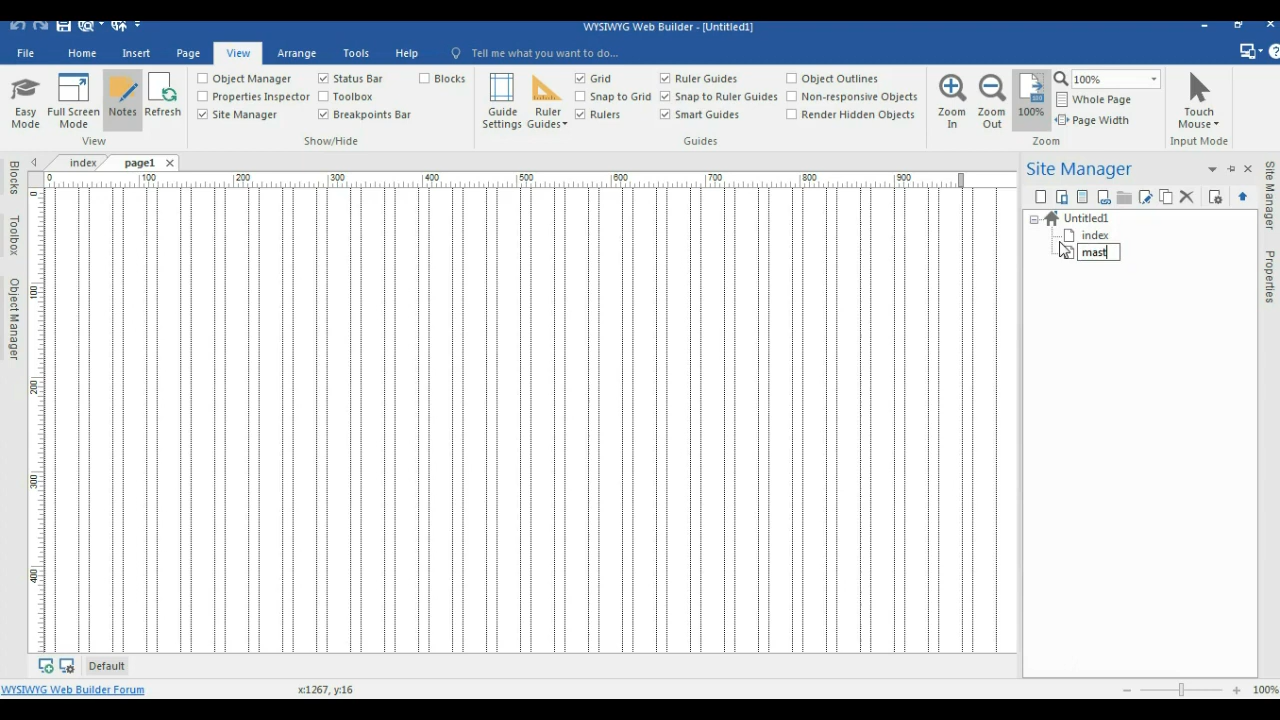 WYSIWYG Web Builder - [Untitled1]
File Home Insert Page View Arrange Tools Help Tell me what you want to do...
Easy Mode
Full Screen Mode
Notes
Refresh
View
Object Manager
Properties Inspector
Site Manager
Status Bar
Toolbox
Breakpoints Bar
Blocks
Show/Hide
Guide Settings
Ruler Guides
Grid
Snap to Grid
Rulers
Ruler Guides
Snap to Ruler Guides
Smart Guides
Object Outlines
Non-responsive Objects
Render Hidden Objects
Guides
Zoom In
Zoom Out
100%
100%
Whole Page
Page Width
Zoom
Touch Mouse
Input Mode
Blocks
Toolbox
Object Manager
index page1
0 100 200 300 400 500 600 700 800 900
0
100
200
300
400
Site Manager
Untitled1
index
mast
Site Manager
Properties
Default
WYSIWYG Web Builder Forum x:1267, y:16 100%